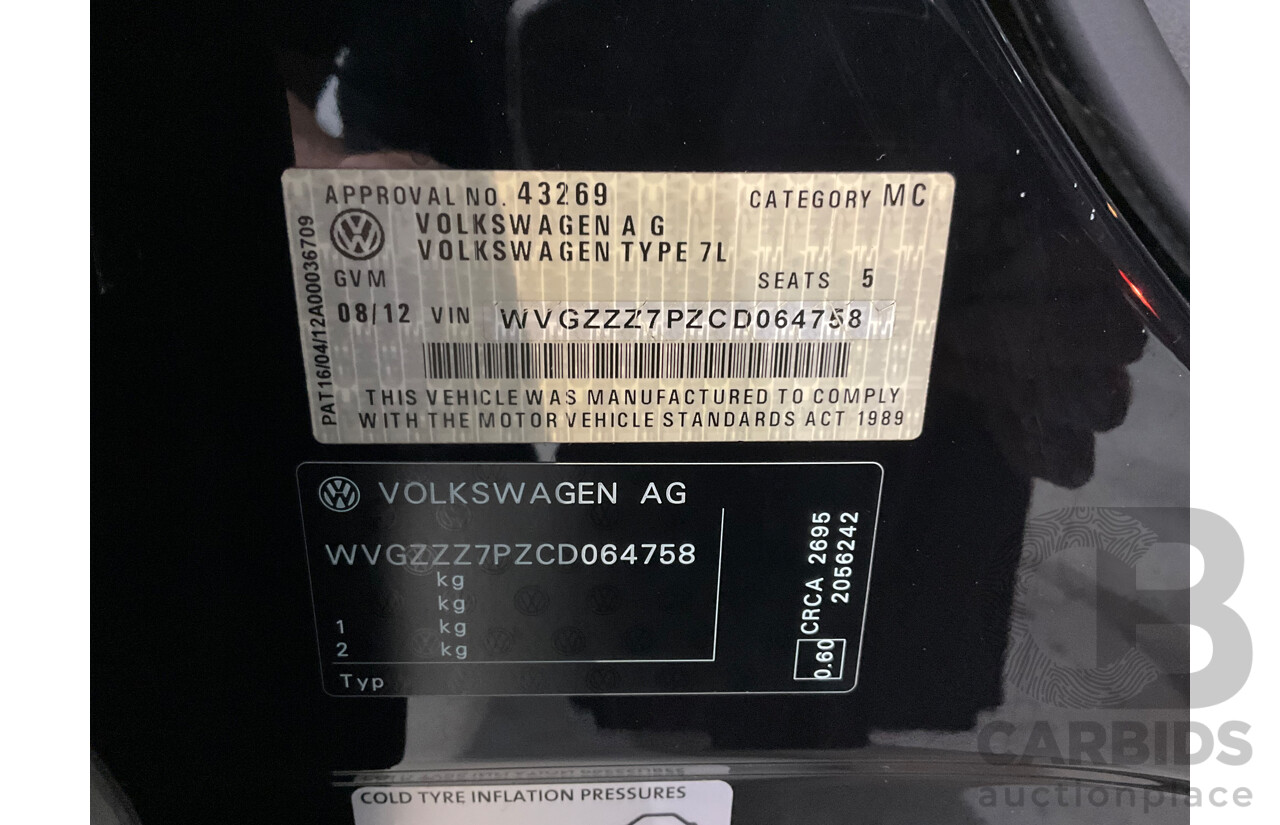 APPROVAL NO. 43269 CATEGORY MC
VOLKSWAGEN A G
VOLKSWAGEN TYPE 7L
GVM SEATS 5
08/12 VIN WVGZZZ7PZCD064758
THIS VEHICLE WAS MANUFACTURED TO COMPLY
WITH THE MOTOR VEHICLE STANDARDS ACT 1989
PAT16/04/12A00036709
VOLKSWAGEN AG
WVGZZZ7PZCD064758
kg
kg
1 kg
2 kg
Typ
0.60 CRCA 2695
2056242
COLD TYRE INFLATION PRESSURES
CARBIDS
auctionplace